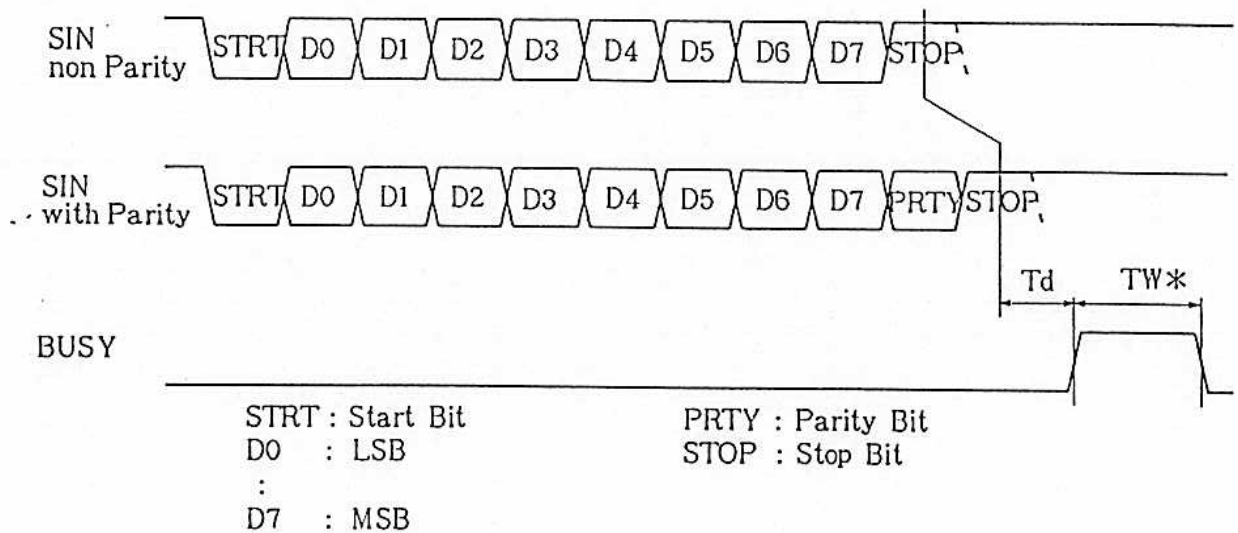 SIN
non Parity
STRT D0 D1 D2 D3 D4 D5 D6 D7 STOP
SIN
with Parity
STRT D0 D1 D2 D3 D4 D5 D6 D7 PRTY STOP
Td TW*
BUSY
STRT : Start Bit PRTY : Parity Bit
D0 : LSB STOP : Stop Bit
:
D7 : MSB